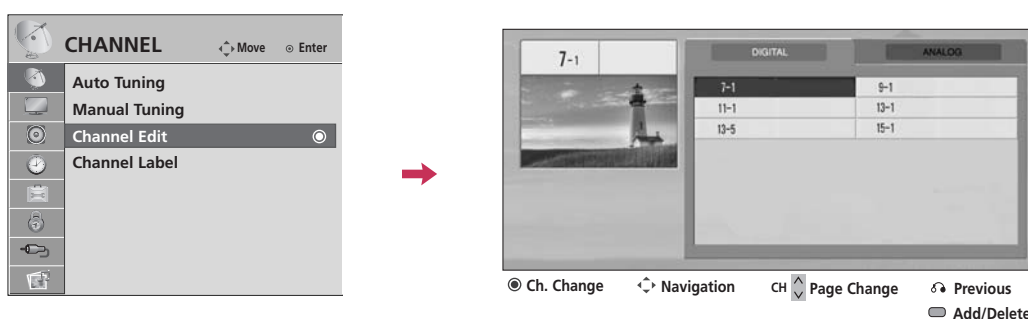 CHANNEL Move Enter
Auto Tuning
Manual Tuning
Channel Edit
Channel Label
7-1
DIGITAL ANALOG
7-1 9-1
11-1 13-1
13-5 15-1
Ch. Change Navigation CH Page Change Previous
Add/Delete